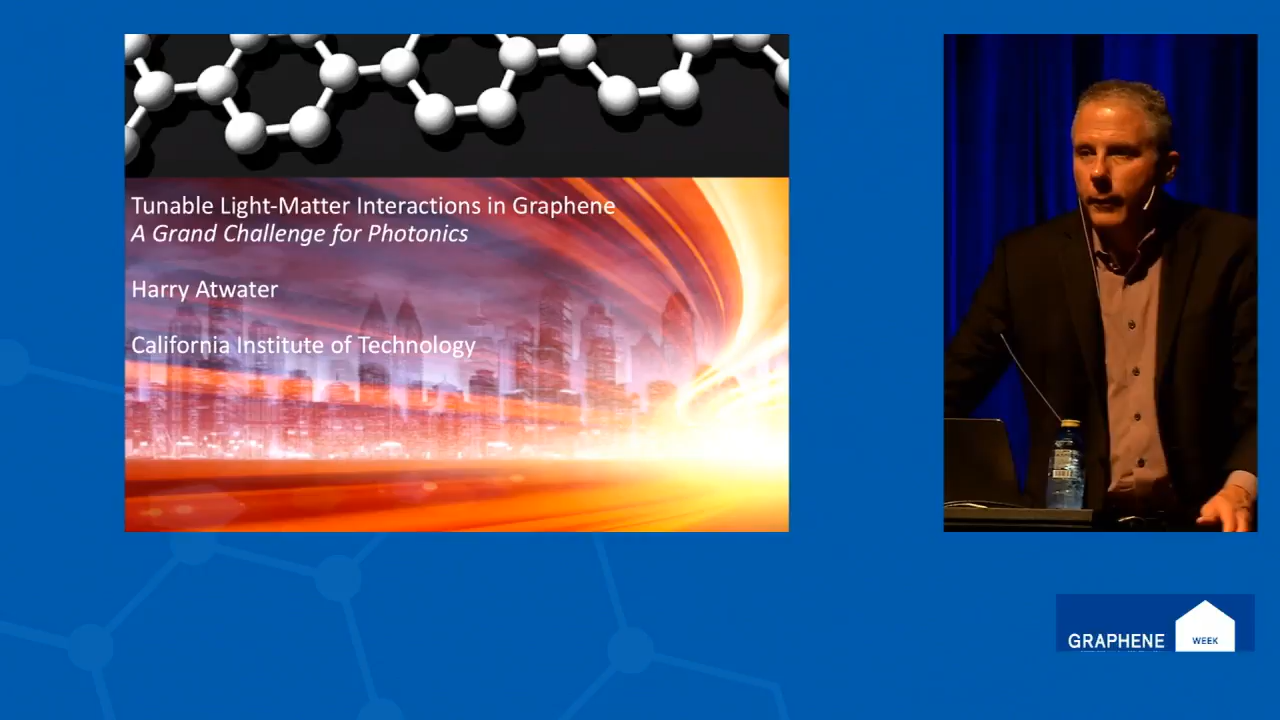 Tunable Light-Matter Interactions in Graphene
A Grand Challenge for Photonics
Harry Atwater
California Institute of Technology
GRAPHENE
WEEK